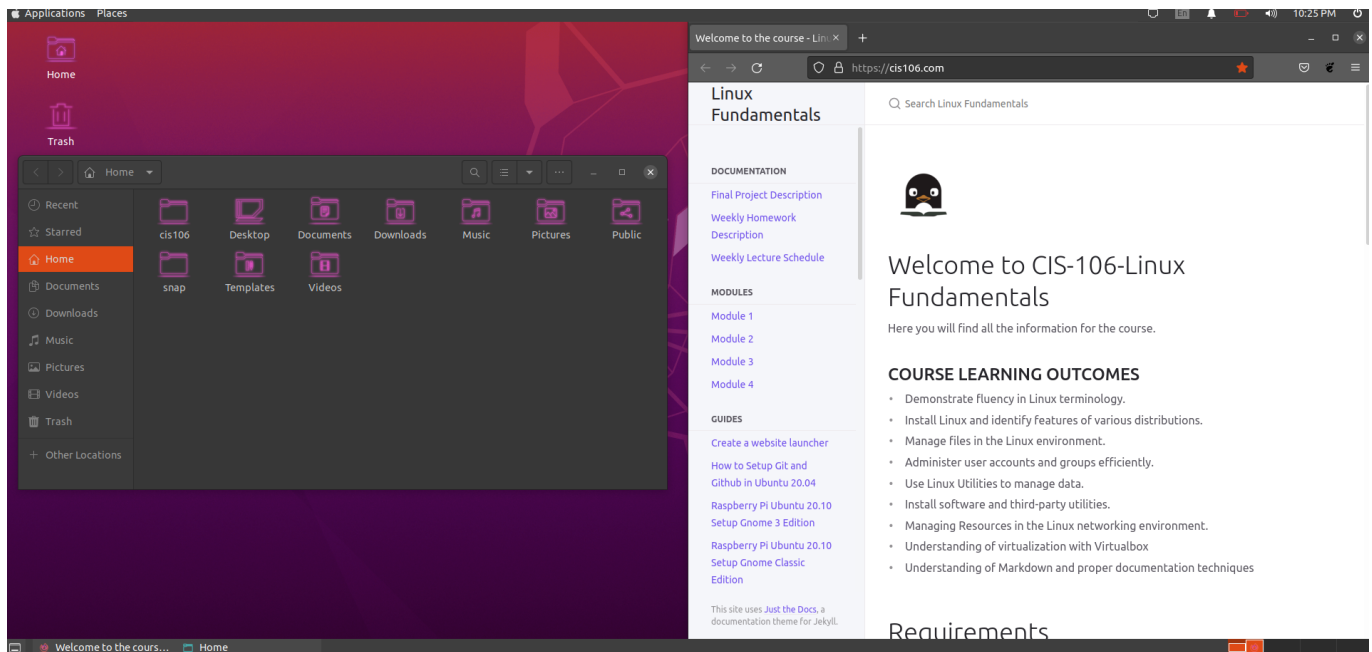 Applications Places
En
10:25 PM
Home
Trash
Home
Recent
Starred
Home
Documents
Downloads
Music
Pictures
Videos
Trash
Other Locations
cis106 Desktop Documents Downloads Music Pictures Public
snap Templates Videos
Welcome to the course - Lin
https://cis106.com
Linux
Fundamentals
DOCUMENTATION
Final Project Description
Weekly Homework
Description
Weekly Lecture Schedule
MODULES
Module 1
Module 2
Module 3
Module 4
GUIDES
Create a website launcher
How to Setup Git and
Github in Ubuntu 20.04
Raspberry Pi Ubuntu 20.10
Setup Gnome 3 Edition
Raspberry Pi Ubuntu 20.10
Setup Gnome Classic
Edition
This site uses Just the Docs, a
documentation theme for Jekyll.
Search Linux Fundamentals
Welcome to CIS-106-Linux
Fundamentals
Here you will find all the information for the course.
COURSE LEARNING OUTCOMES
• Demonstrate fluency in Linux terminology.
• Install Linux and identify features of various distributions.
• Manage files in the Linux environment.
• Administer user accounts and groups efficiently.
• Use Linux Utilities to manage data.
• Install software and third-party utilities.
• Managing Resources in the Linux networking environment.
• Understanding of virtualization with Virtualbox
• Understanding of Markdown and proper documentation techniques
Requirements
Welcome to the cours...
Home